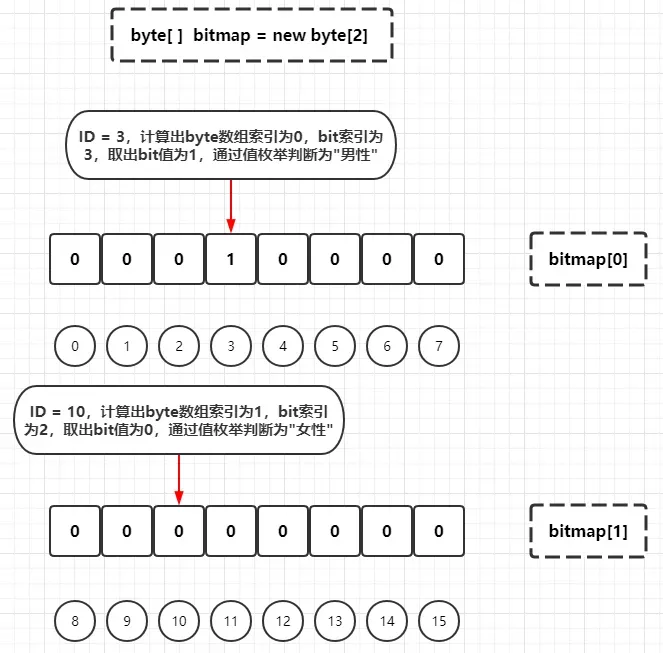 byte[ ]  bitmap = new byte[2]
ID = 3，计算出byte数组索引为0，bit索引为
3，取出bit值为1，通过值枚举判断为"男性"
0 0 0 1 0 0 0 0
bitmap[0]
0 1 2 3 4 5 6 7
ID = 10，计算出byte数组索引为1，bit索引
为2，取出bit值为0，通过值枚举判断为"女性"
0 0 0 0 0 0 0 0
bitmap[1]
8 9 10 11 12 13 14 15